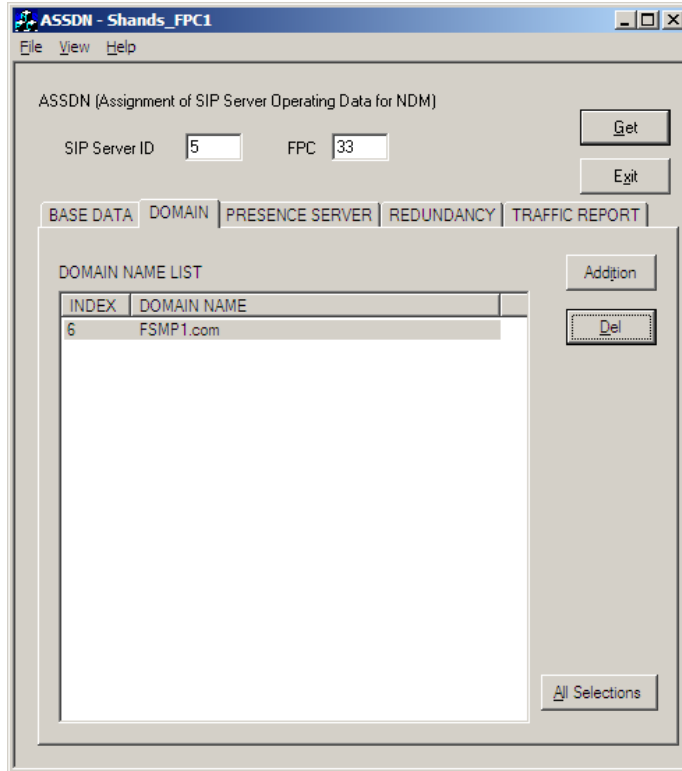 ASSDN - Shands_FPC1
File View Help
ASSDN (Assignment of SIP Server Operating Data for NDM)
Get
SIP Server ID 5 FPC 33
Exit
BASE DATA DOMAIN PRESENCE SERVER REDUNDANCY TRAFFIC REPORT
DOMAIN NAME LIST
Addition
INDEX DOMAIN NAME
6 FSMP1.com
Del
All Selections